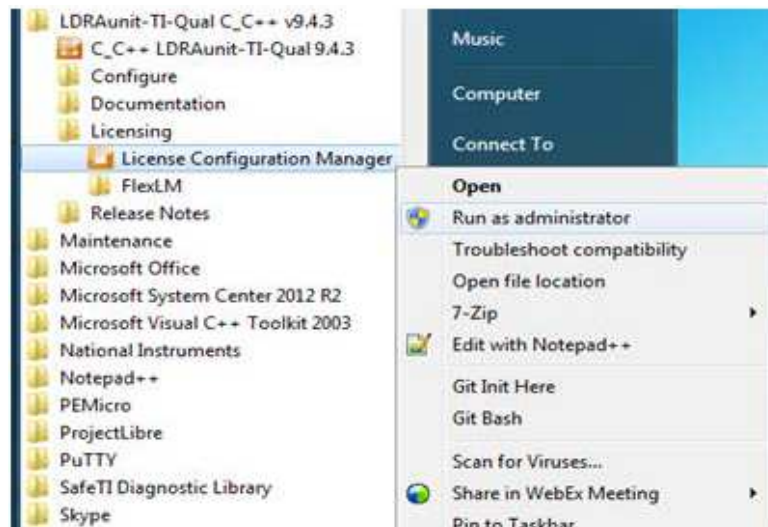 LDRAunit-TI-Qual C_C++ v9.4.3
C_C++ LDRAunit-TI-Qual 9.4.3
Configure
Documentation
Licensing
License Configuration Manager
FlexLM
Release Notes
Maintenance
Microsoft Office
Microsoft System Center 2012 R2
Microsoft Visual C++ Toolkit 2003
National Instruments
Notepad++
PEMicro
ProjectLibre
PuTTY
SafeTI Diagnostic Library
Skype
Music
Computer
Connect To
Open
Run as administrator
Troubleshoot compatibility
Open file location
7-Zip
Edit with Notepad++
Git Init Here
Git Bash
Scan for Viruses...
Share in WebEx Meeting
Pin to Taskbar